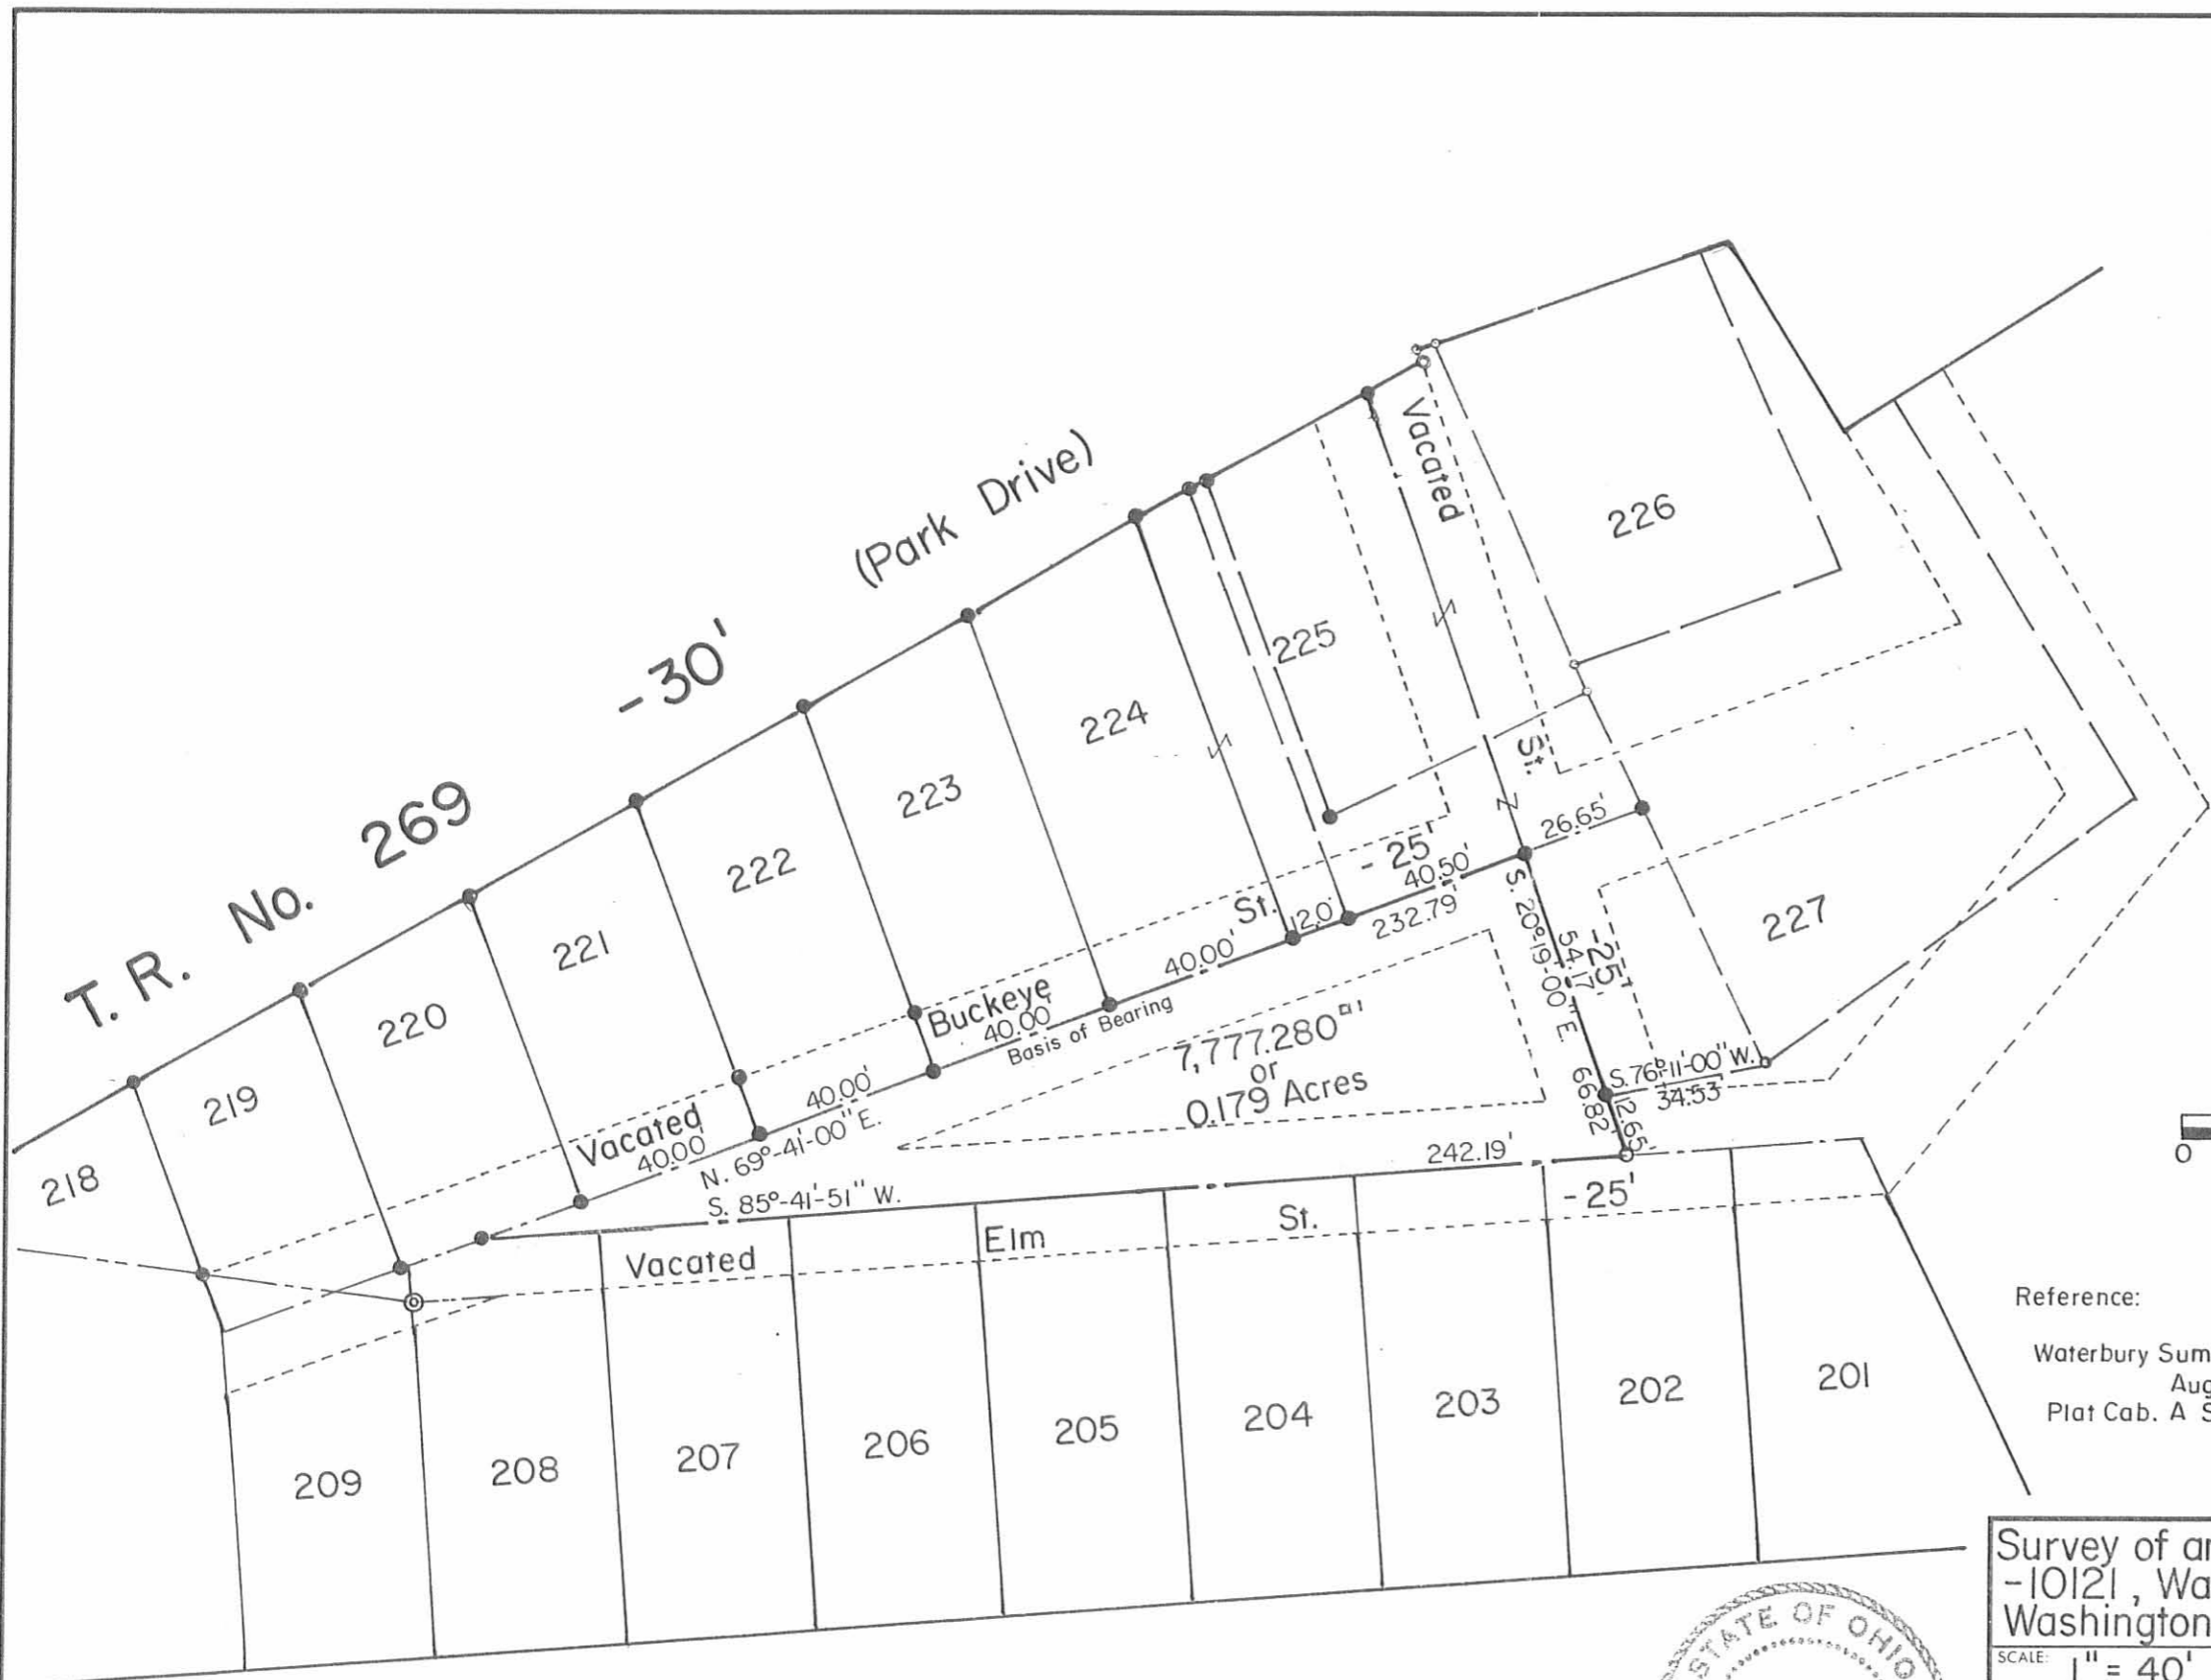 T. R. No. 269 -30' (Park Drive)
218
219
220
221
222
223
224
225
226
227
Vacated St.
-25'
Vacated Buckeye St. -25'
40.00'
40.00'
40.00'
40.00'
12.0'
40.50'
26.65'
232.79'
N. 69°-41'-00" E.
Basis of Bearing
S. 20°-19'-00" E
54.17'
66.82'
12.65'
S. 76°-11'-00" W.
34.53'
7,777.280 □'
or
0.179 Acres
242.19'
S. 85°-41'-51" W.
Vacated Elm St. -25'
209
208
207
206
205
204
203
202
201
0
Reference:
Waterbury Sum
Aug
Plat Cab. A S
Survey of ar
-10121, Wa
Washington
SCALE: 1" = 40'
STATE OF OHIO